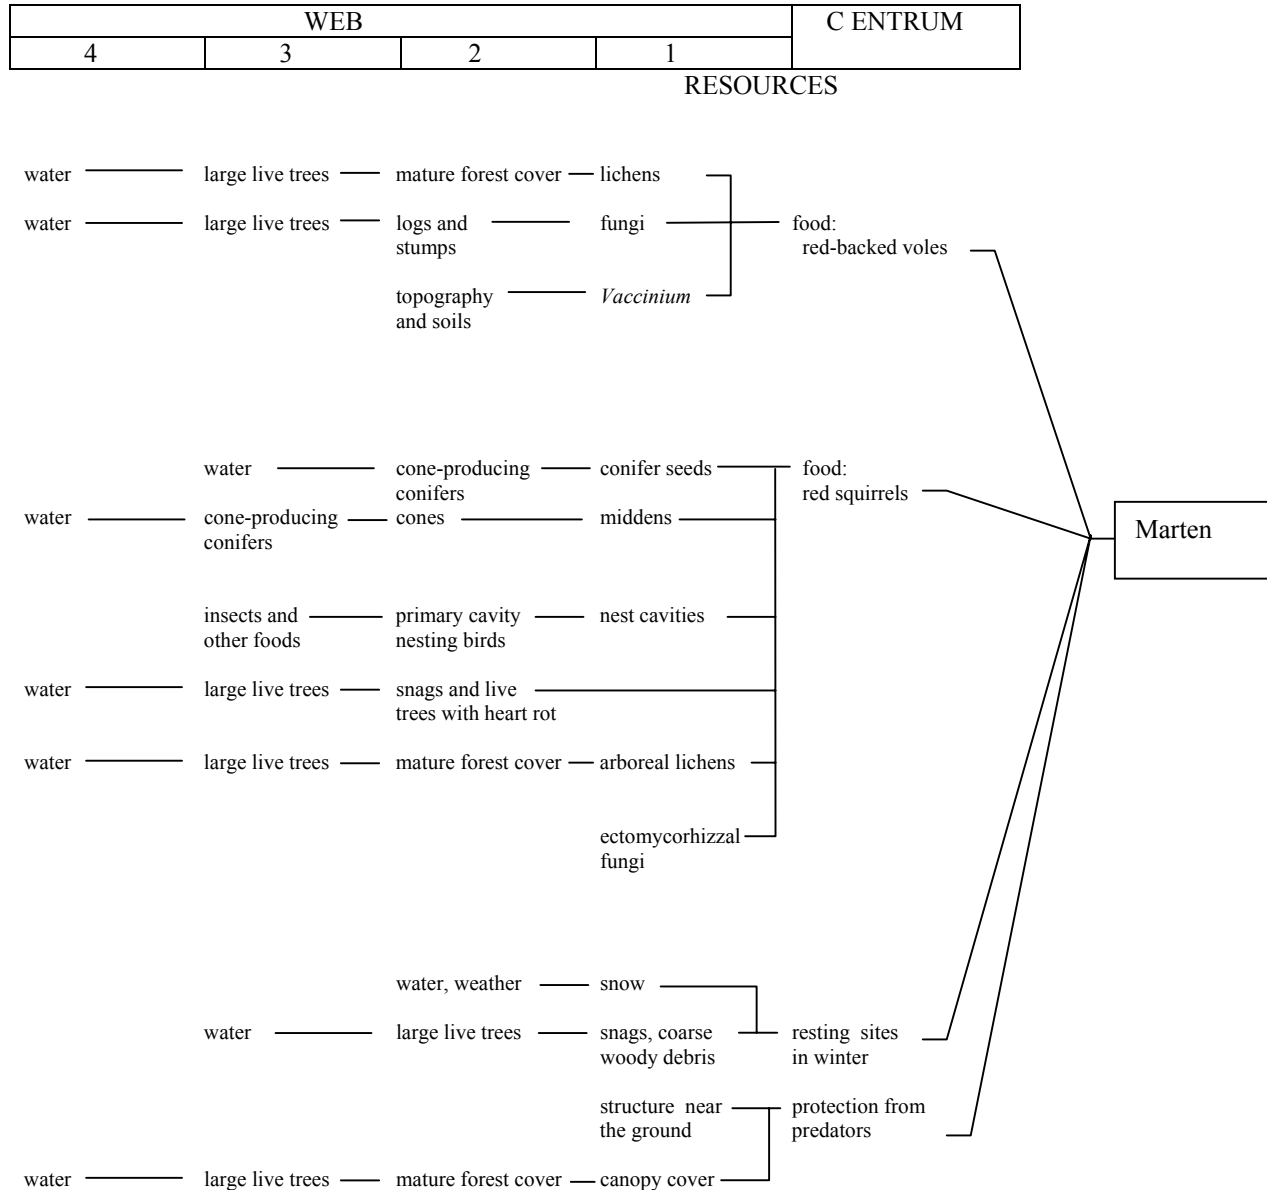 WEB C ENTRUM
4 3 2 1
RESOURCES
water large live trees mature forest cover lichens
water large live trees logs and fungi food:
stumps red-backed voles
topography Vaccinium
and soils
water cone-producing conifer seeds food:
conifers red squirrels
water cone-producing cones middens
conifers
Marten
insects and primary cavity nest cavities
other foods nesting birds
water large live trees snags and live
trees with heart rot
water large live trees mature forest cover arboreal lichens
ectomycorhizzal
fungi
water, weather snow
water large live trees snags, coarse resting sites
woody debris in winter
structure near protection from
the ground predators
water large live trees mature forest cover canopy cover